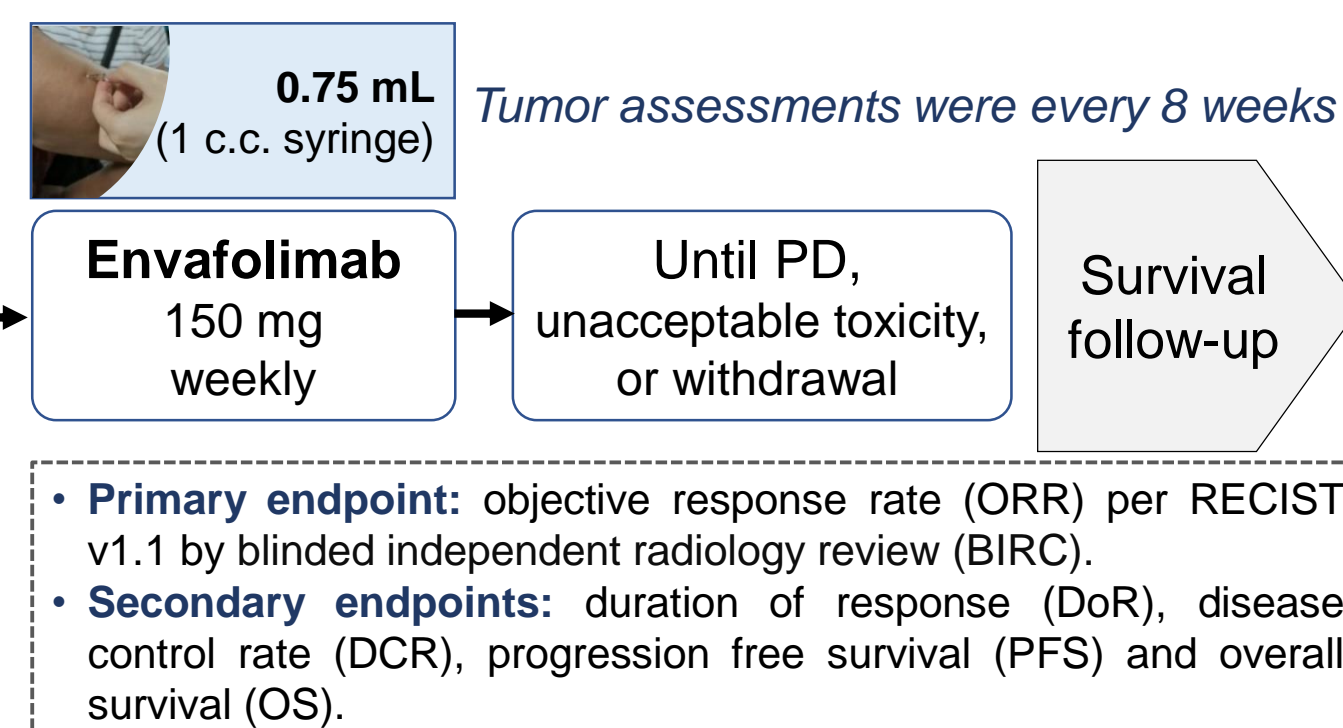 0.75 mL
(1 c.c. syringe)
Tumor assessments were every 8 weeks
Envafolimab
150 mg
weekly
Until PD,
unacceptable toxicity,
or withdrawal
Survival
follow-up
• Primary endpoint: objective response rate (ORR) per RECIST
v1.1 by blinded independent radiology review (BIRC).
• Secondary endpoints: duration of response (DoR), disease
control rate (DCR), progression free survival (PFS) and overall
survival (OS).